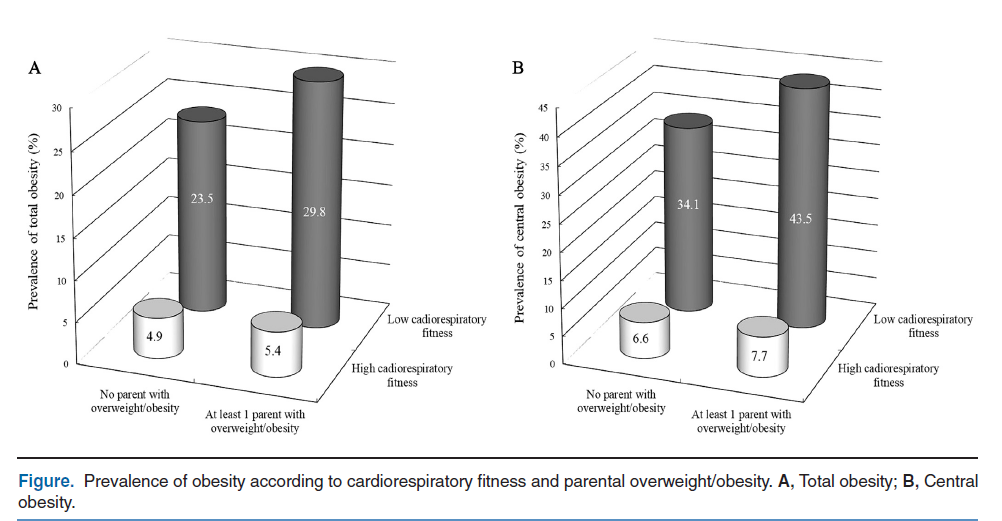 A
Prevalence of total obesity (%)
30
25
20
15
10
5
0
23.5
29.8
4.9
5.4
Low cadiorespiratory
fitness
High cadiorespiratory
fitness
No parent with
overweight/obesity
At least 1 parent with
overweight/obesity
B
Prevalence of central obesity (%)
45
40
35
30
25
20
15
10
5
0
34.1
43.5
6.6
7.7
Low cadiorespiratory
fitness
High cadiorespiratory
fitness
No parent with
overweight/obesity
At least 1 parent with
overweight/obesity
Figure. Prevalence of obesity according to cardiorespiratory fitness and parental overweight/obesity. A, Total obesity; B, Central
obesity.